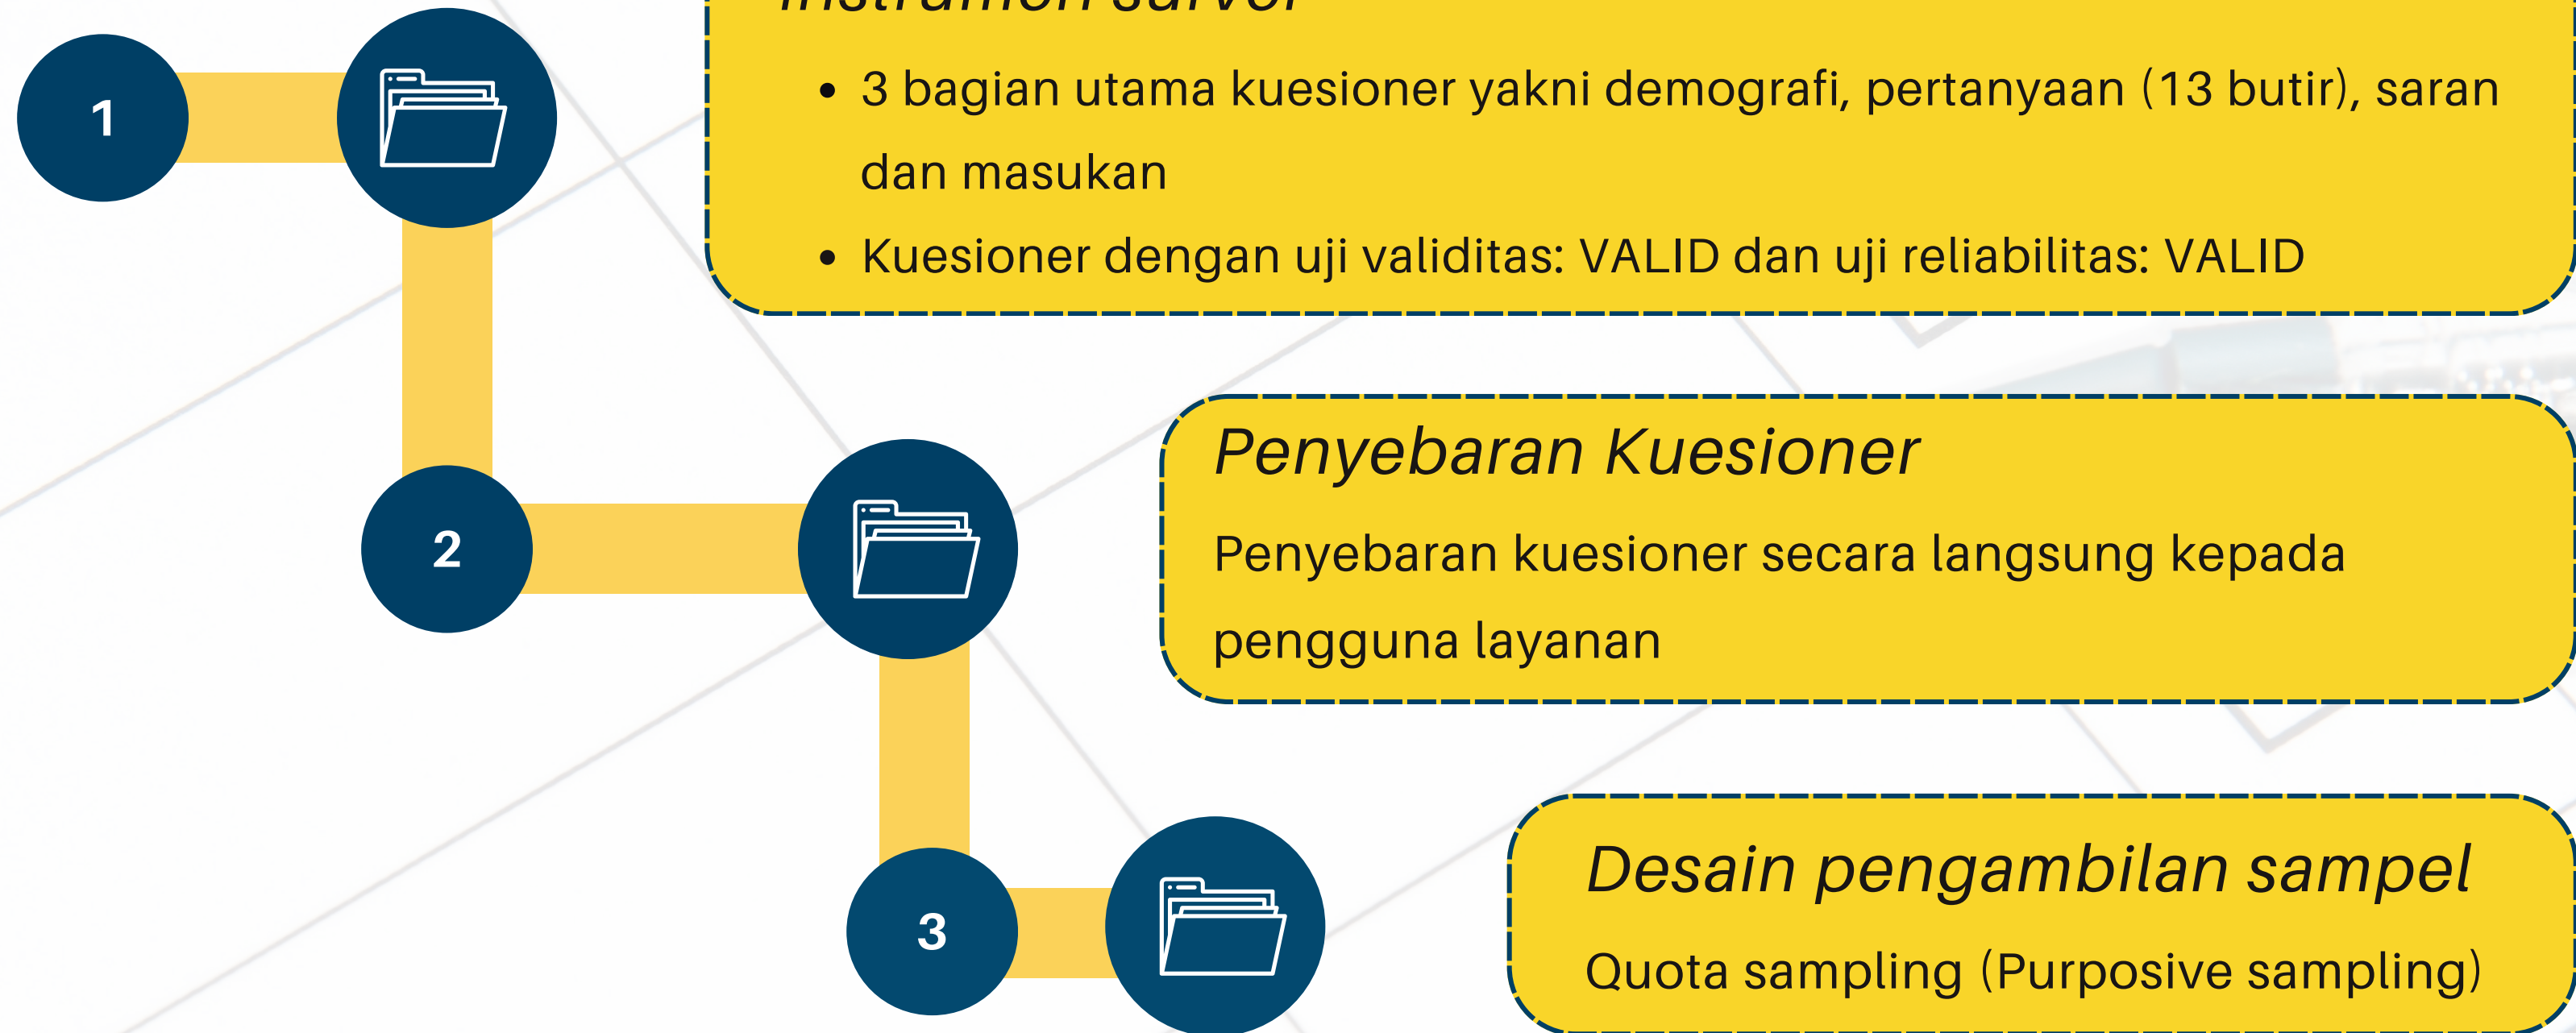 1
3 bagian utama kuesioner yakni demografi, pertanyaan (13 butir), saran
dan masukan
• Kuesioner dengan uji validitas: VALID dan uji reliabilitas: VALID
2
Penyebaran Kuesioner
Penyebaran kuesioner secara langsung kepada
pengguna layanan
3
Desain pengambilan sampel
Quota sampling (Purposive sampling)